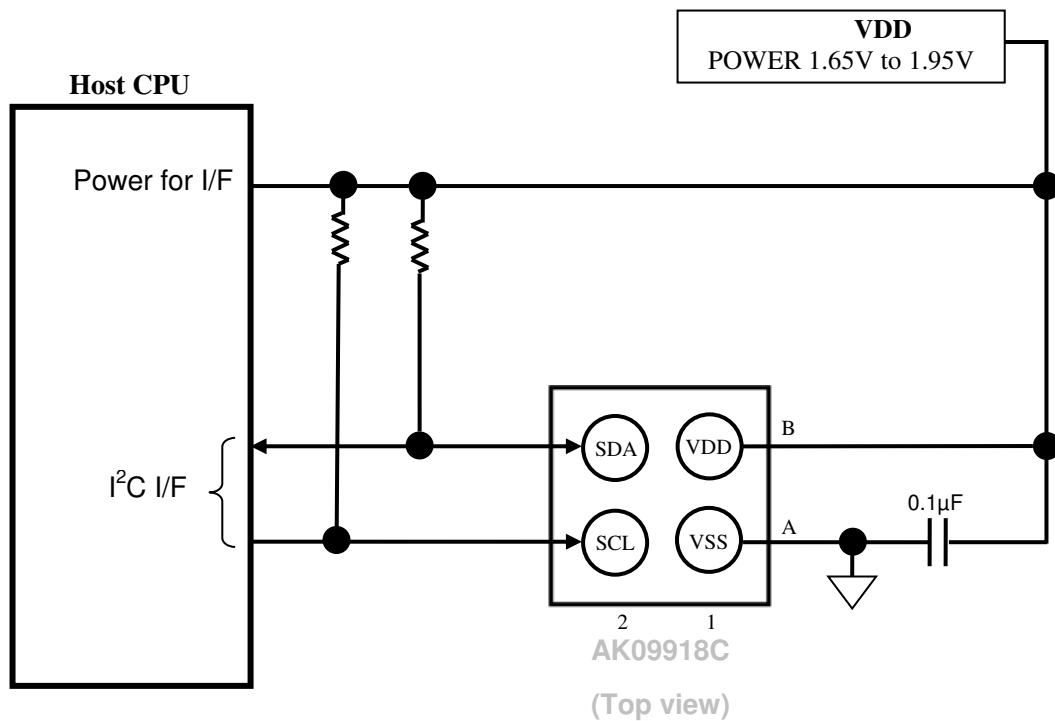 VDD
POWER 1.65V to 1.95V
Host CPU
Power for I/F
I²C I/F
SDA
VDD
B
SCL
VSS
A
0.1µF
2
1
AK09918C
(Top view)